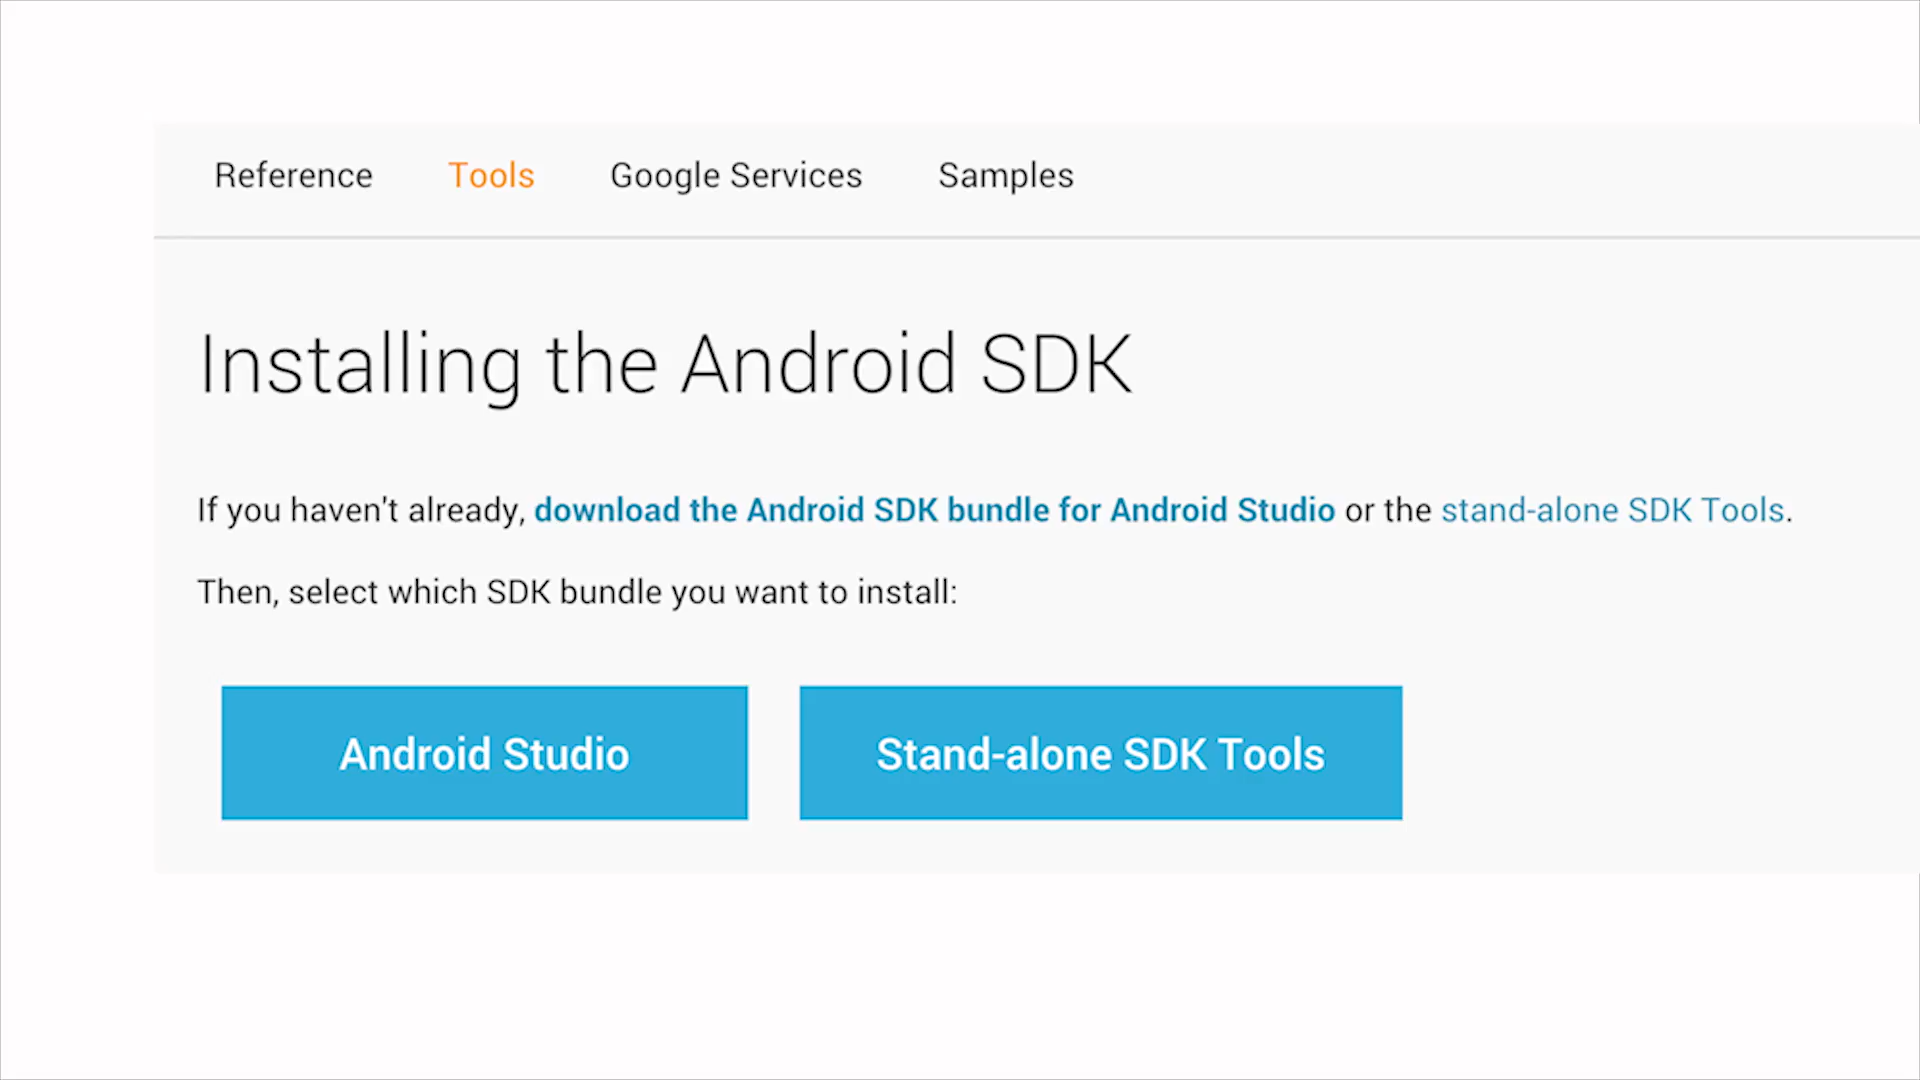 Reference Tools Google Services Samples
Installing the Android SDK
If you haven't already, download the Android SDK bundle for Android Studio or the stand-alone SDK Tools.
Then, select which SDK bundle you want to install:
Android Studio Stand-alone SDK Tools